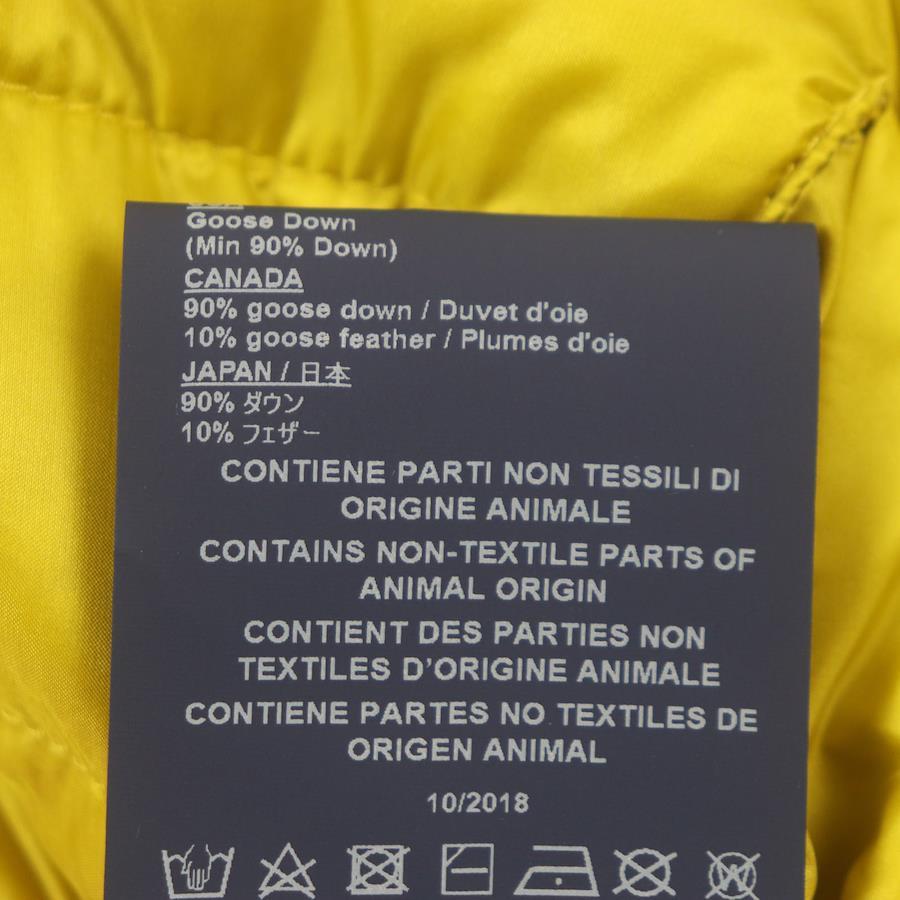 Goose Down
(Min 90% Down)
CANADA
90% goose down / Duvet d'oie
10% goose feather / Plumes d'oie
JAPAN / 日本
90% ダウン
10% フェザー
CONTIENE PARTI NON TESSILI DI
ORIGINE ANIMALE
CONTAINS NON-TEXTILE PARTS OF
ANIMAL ORIGIN
CONTIENT DES PARTIES NON
TEXTILES D'ORIGINE ANIMALE
CONTIENE PARTES NO TEXTILES DE
ORIGEN ANIMAL
10/2018
W